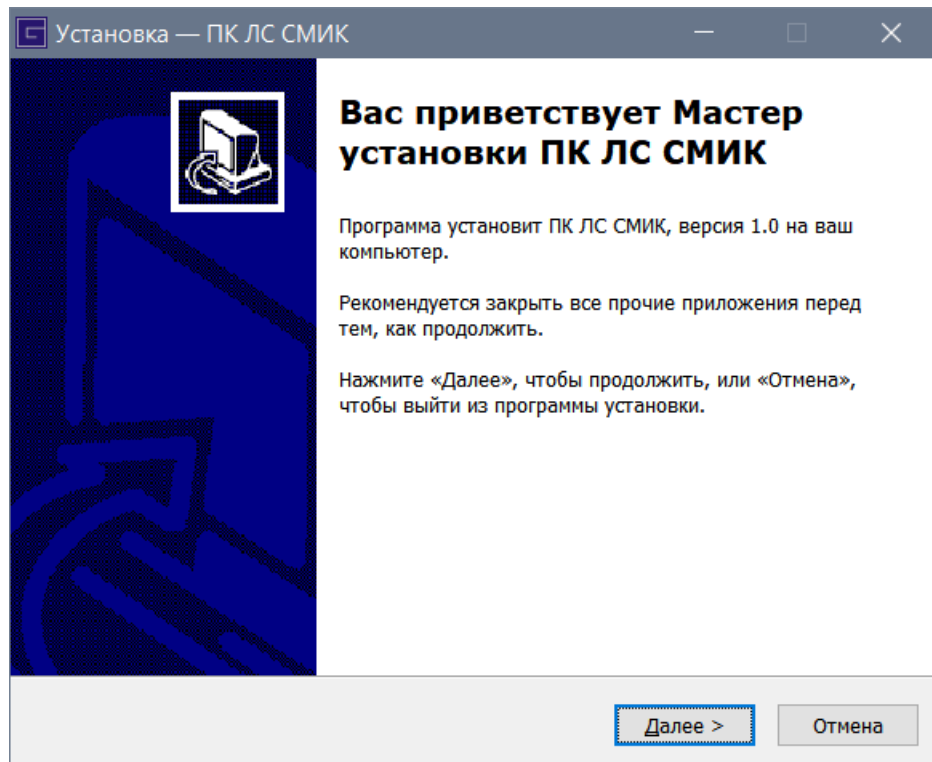 Установка — ПК ЛС СМИК
Вас приветствует Мастер
установки ПК ЛС СМИК
Программа установит ПК ЛС СМИК, версия 1.0 на ваш
компьютер.
Рекомендуется закрыть все прочие приложения перед
тем, как продолжить.
Нажмите «Далее», чтобы продолжить, или «Отмена»,
чтобы выйти из программы установки.
Далее >
Отмена